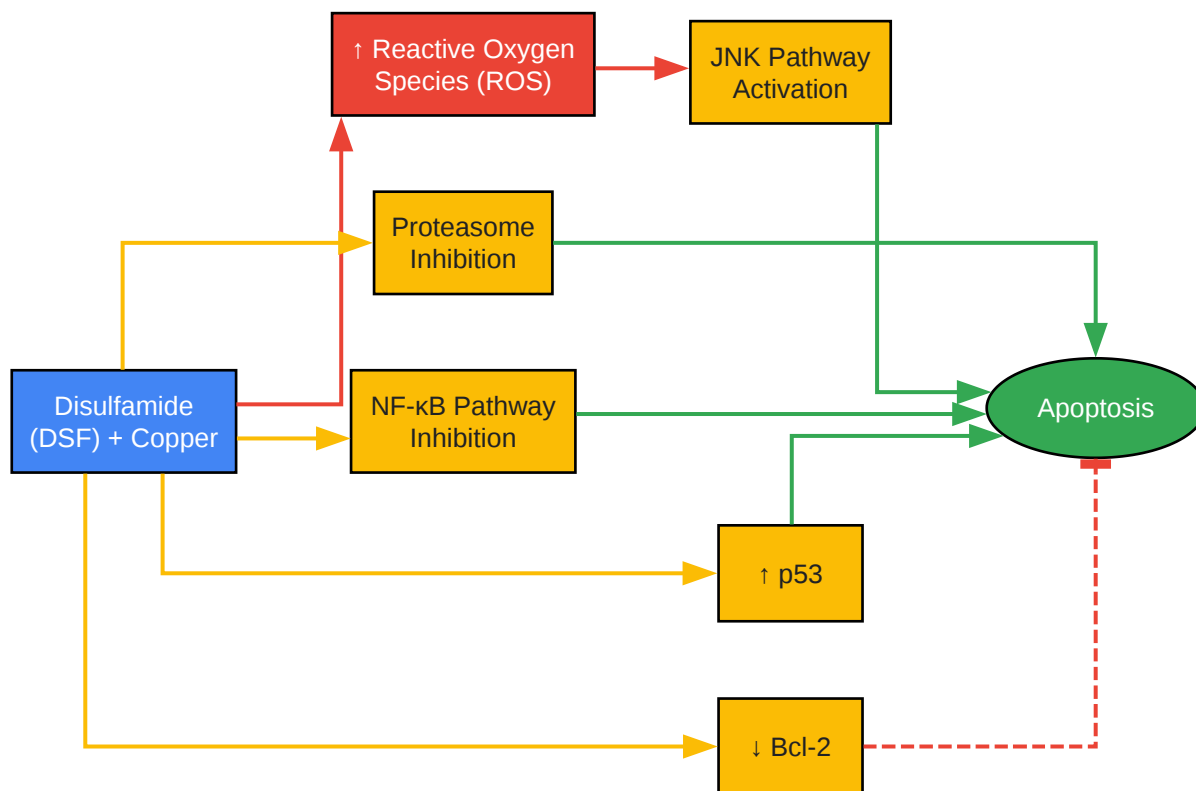 ↑ Reactive Oxygen
Species (ROS)
JNK Pathway
Activation
Proteasome
Inhibition
Disulfamide
(DSF) + Copper
NF-κB Pathway
Inhibition
Apoptosis
↑ p53
↓ Bcl-2